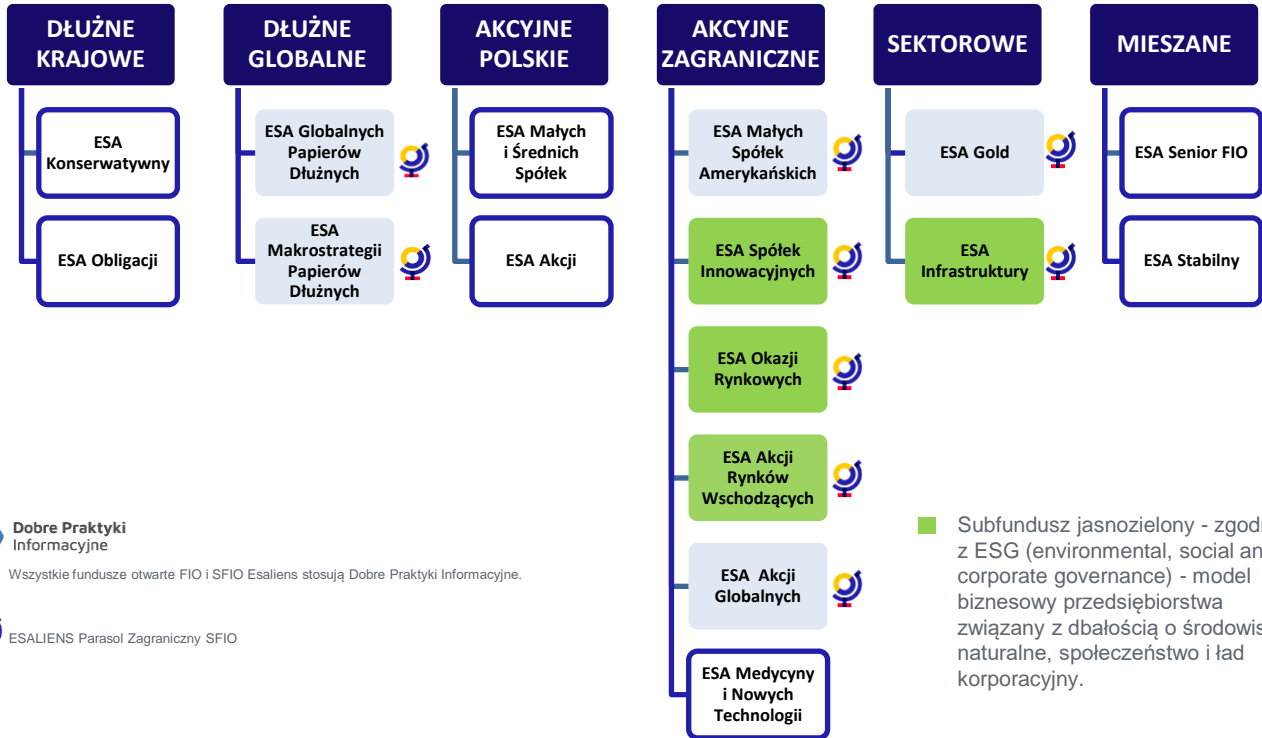 DŁUŻNE
KRAJOWE
ESA
Konserwatywny
ESA Obligacji
DŁUŻNE
GLOBALNE
ESA Globalnych
Papierów
Dłużnych
ESA
Makrostrategii
Papierów
Dłużnych
AKCYJNE
POLSKIE
ESA Małych
i Średnich
Spółek
ESA Akcji
AKCYJNE
ZAGRANICZNE
ESA Małych
Spółek
Amerykańskich
ESA Spółek
Innowacyjnych
ESA Okazji
Rynkowych
ESA Akcji
Rynków
Wschodzących
ESA Akcji
Globalnych
ESA Medycyny
i Nowych
Technologii
SEKTOROWE
ESA Gold
ESA
Infrastruktury
MIESZANE
ESA Senior FIO
ESA Stabilny
Dobre Praktyki
Informacyjne
Wszystkie fundusze otwarte FIO i SFIO Esaliens stosują Dobre Praktyki Informacyjne.
ESALIENS Parasol Zagraniczny SFIO
Subfundusz jasnozielony -
z ESG (environmental, social
corporate governance) - model
biznesowy przedsiębiorstwa
związany z dbałością o
naturalne, społeczeństwo i ład
korporacyjny.